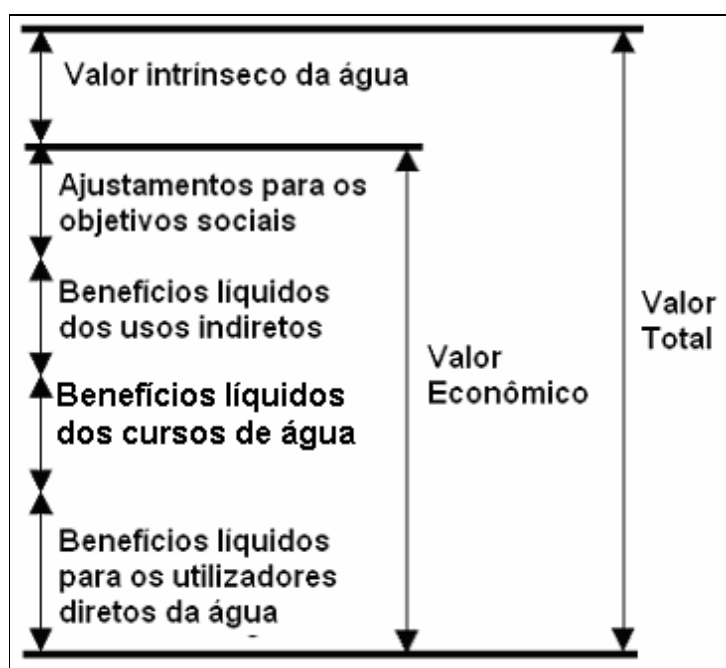 Valor intrínseco da água
Ajustamentos para os
objetivos sociais
Benefícios líquidos
dos usos indiretos
Benefícios líquidos
dos cursos de água
Benefícios líquidos
para os utilizadores
diretos da água
Valor
Econômico
Valor
Total